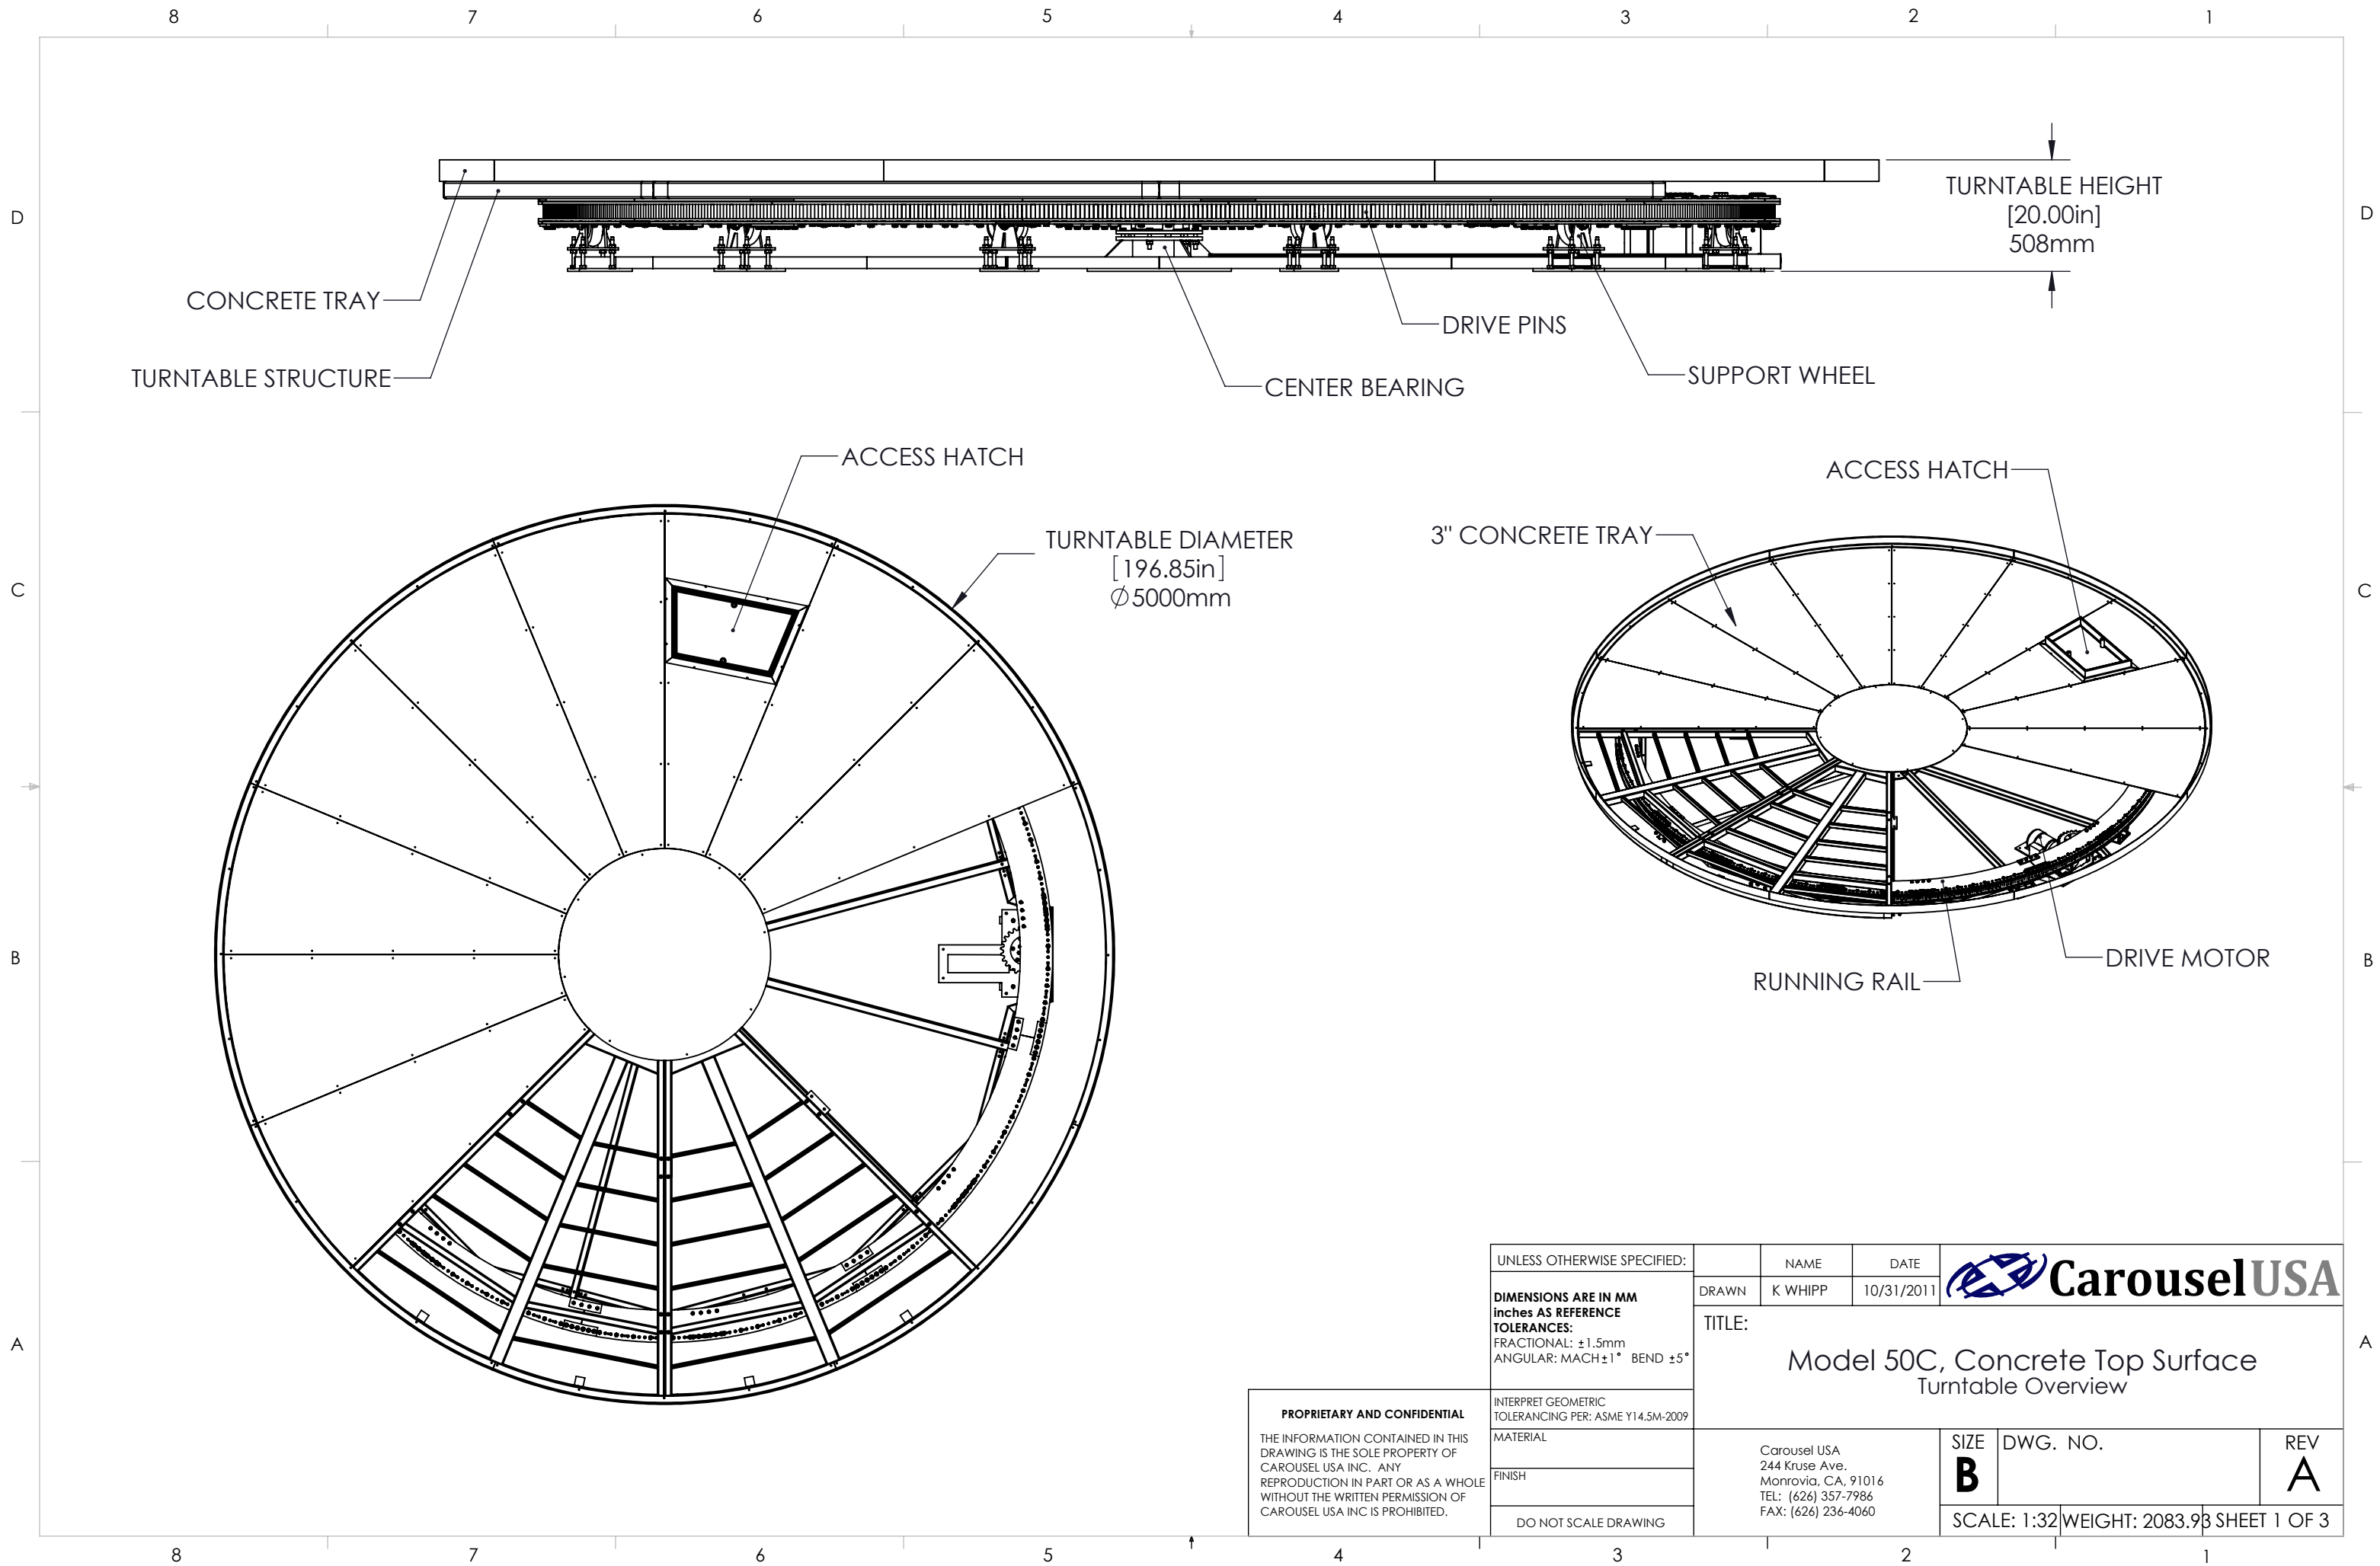 8 7 6 5 4 3 2 1
D D
TURNTABLE HEIGHT
[20.00in]
508mm
CONCRETE TRAY
DRIVE PINS
TURNTABLE STRUCTURE
CENTER BEARING
SUPPORT WHEEL
ACCESS HATCH
ACCESS HATCH
TURNTABLE DIAMETER
[196.85in]
∅5000mm
3" CONCRETE TRAY
C C
B B
DRIVE MOTOR
RUNNING RAIL
A A
UNLESS OTHERWISE SPECIFIED:
DIMENSIONS ARE IN MM
inches AS REFERENCE
TOLERANCES:
FRACTIONAL: ±1.5mm
ANGULAR: MACH±1° BEND ±5°
INTERPRET GEOMETRIC
TOLERANCING PER: ASME Y14.5M-2009
MATERIAL
FINISH
DO NOT SCALE DRAWING
NAME DATE
DRAWN K WHIPP 10/31/2011
CarouselUSA
TITLE:
Model 50C, Concrete Top Surface
Turntable Overview
PROPRIETARY AND CONFIDENTIAL
THE INFORMATION CONTAINED IN THIS
DRAWING IS THE SOLE PROPERTY OF
CAROUSEL USA INC. ANY
REPRODUCTION IN PART OR AS A WHOLE
WITHOUT THE WRITTEN PERMISSION OF
CAROUSEL USA INC IS PROHIBITED.
Carousel USA
244 Kruse Ave.
Monrovia, CA, 91016
TEL: (626) 357-7986
FAX: (626) 236-4060
SIZE
B
DWG. NO.
REV
A
SCALE: 1:32 WEIGHT: 2083.93 SHEET 1 OF 3
8 7 6 5 4 3 2 1